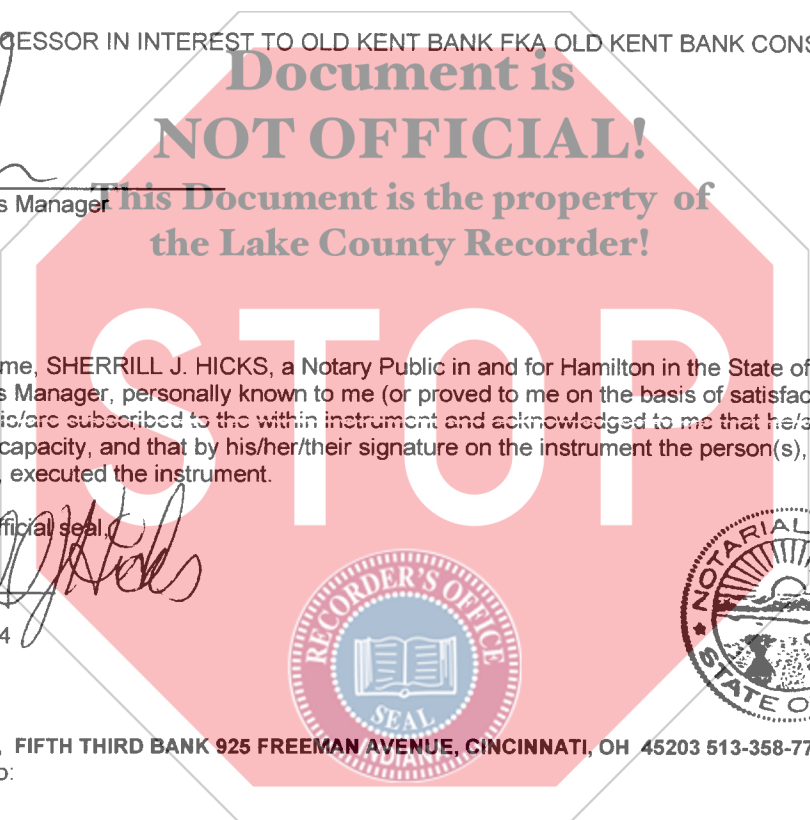 CESSOR IN INTEREST TO OLD KENT BANK FKA OLD KENT BANK CONS
Document is
NOT OFFICIAL!
s Manager
This Document is the property of
the Lake County Recorder!
STOP
me, SHERRILL J. HICKS, a Notary Public in and for Hamilton in the State of
s Manager, personally known to me (or proved to me on the basis of satisfac
is/are subscribed to the within instrument and acknowledged to me that he/s
capacity, and that by his/her/their signature on the instrument the person(s),
, executed the instrument.
fficial seal,
J Hicks
4
NOTARIAL
STATE O
RECORDER'S OFFICE
SEAL
INDIANA
, FIFTH THIRD BANK 925 FREEMAN AVENUE, CINCINNATI, OH 45203 513-358-77
O: